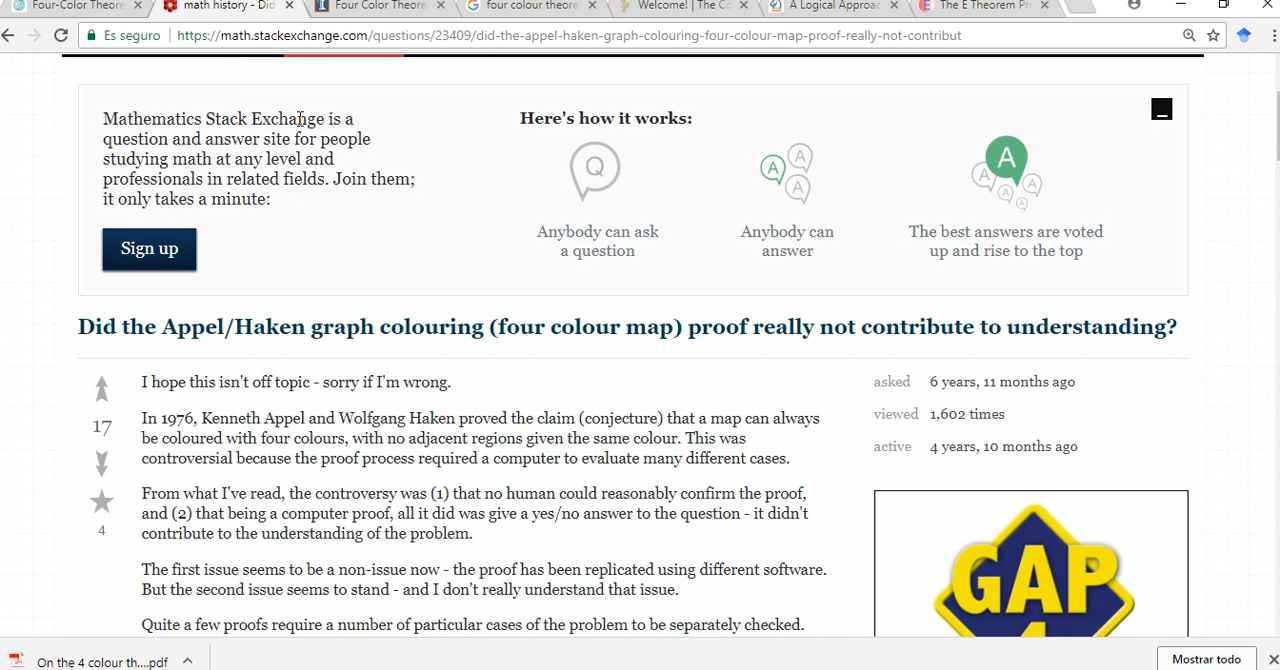 Four-Color Theore
math history - Did
Four Color Theore
four colour theore
Welcome! | The Co
A Logical Approac
The E Theorem Pr
Es seguro
https://math.stackexchange.com/questions/23409/did-the-appel-haken-graph-colouring-four-colour-map-proof-really-not-contribut
Mathematics Stack Exchange is a
question and answer site for people
studying math at any level and
professionals in related fields. Join them;
it only takes a minute:
Sign up
Here's how it works:
Q
Anybody can ask
a question
A
A
A
Anybody can
answer
A
A
A
A
A
The best answers are voted
up and rise to the top
Did the Appel/Haken graph colouring (four colour map) proof really not contribute to understanding?
17
4
I hope this isn't off topic - sorry if I'm wrong.
In 1976, Kenneth Appel and Wolfgang Haken proved the claim (conjecture) that a map can always
be coloured with four colours, with no adjacent regions given the same colour. This was
controversial because the proof process required a computer to evaluate many different cases.
From what I've read, the controversy was (1) that no human could reasonably confirm the proof,
and (2) that being a computer proof, all it did was give a yes/no answer to the question - it didn't
contribute to the understanding of the problem.
The first issue seems to be a non-issue now - the proof has been replicated using different software.
But the second issue seems to stand - and I don't really understand that issue.
Quite a few proofs require a number of particular cases of the problem to be separately checked.
asked 6 years, 11 months ago
viewed 1,602 times
active 4 years, 10 months ago
GAP
4
On the 4 colour th....pdf
Mostrar todo